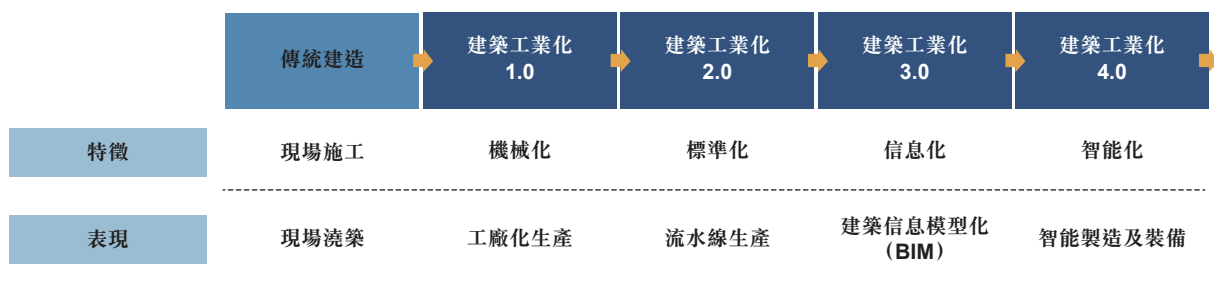 傳統建造
建築工業化
1.0
建築工業化
2.0
建築工業化
3.0
建築工業化
4.0
特徵
現場施工
機械化
標準化
信息化
智能化
表現
現場澆築
工廠化生產
流水線生產
建築信息模型化
（BIM）
智能製造及裝備